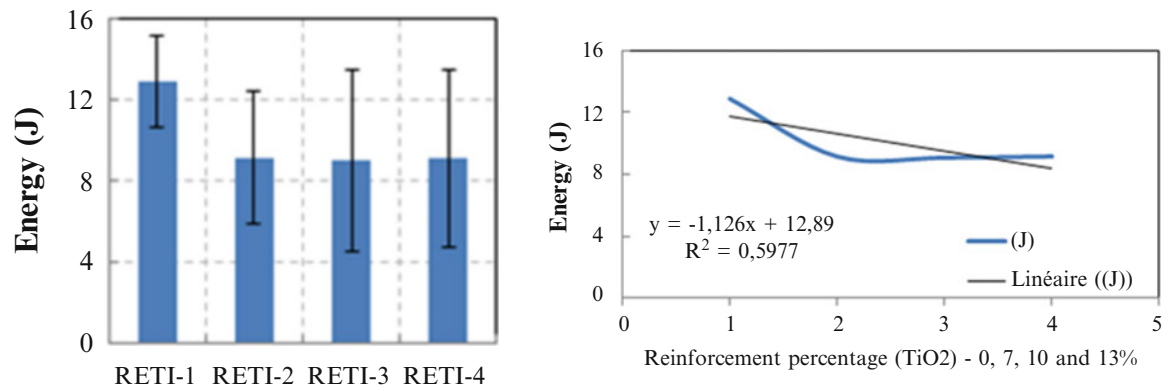 Energy (J)
16
12
8
4
0
RETI-1 RETI-2 RETI-3 RETI-4
Energy (J)
16
12
8
4
0
y = -1,126x + 12,89
R² = 0,5977
(J)
Linéaire ((J))
0 1 2 3 4 5
Reinforcement percentage (TiO2) - 0, 7, 10 and 13%